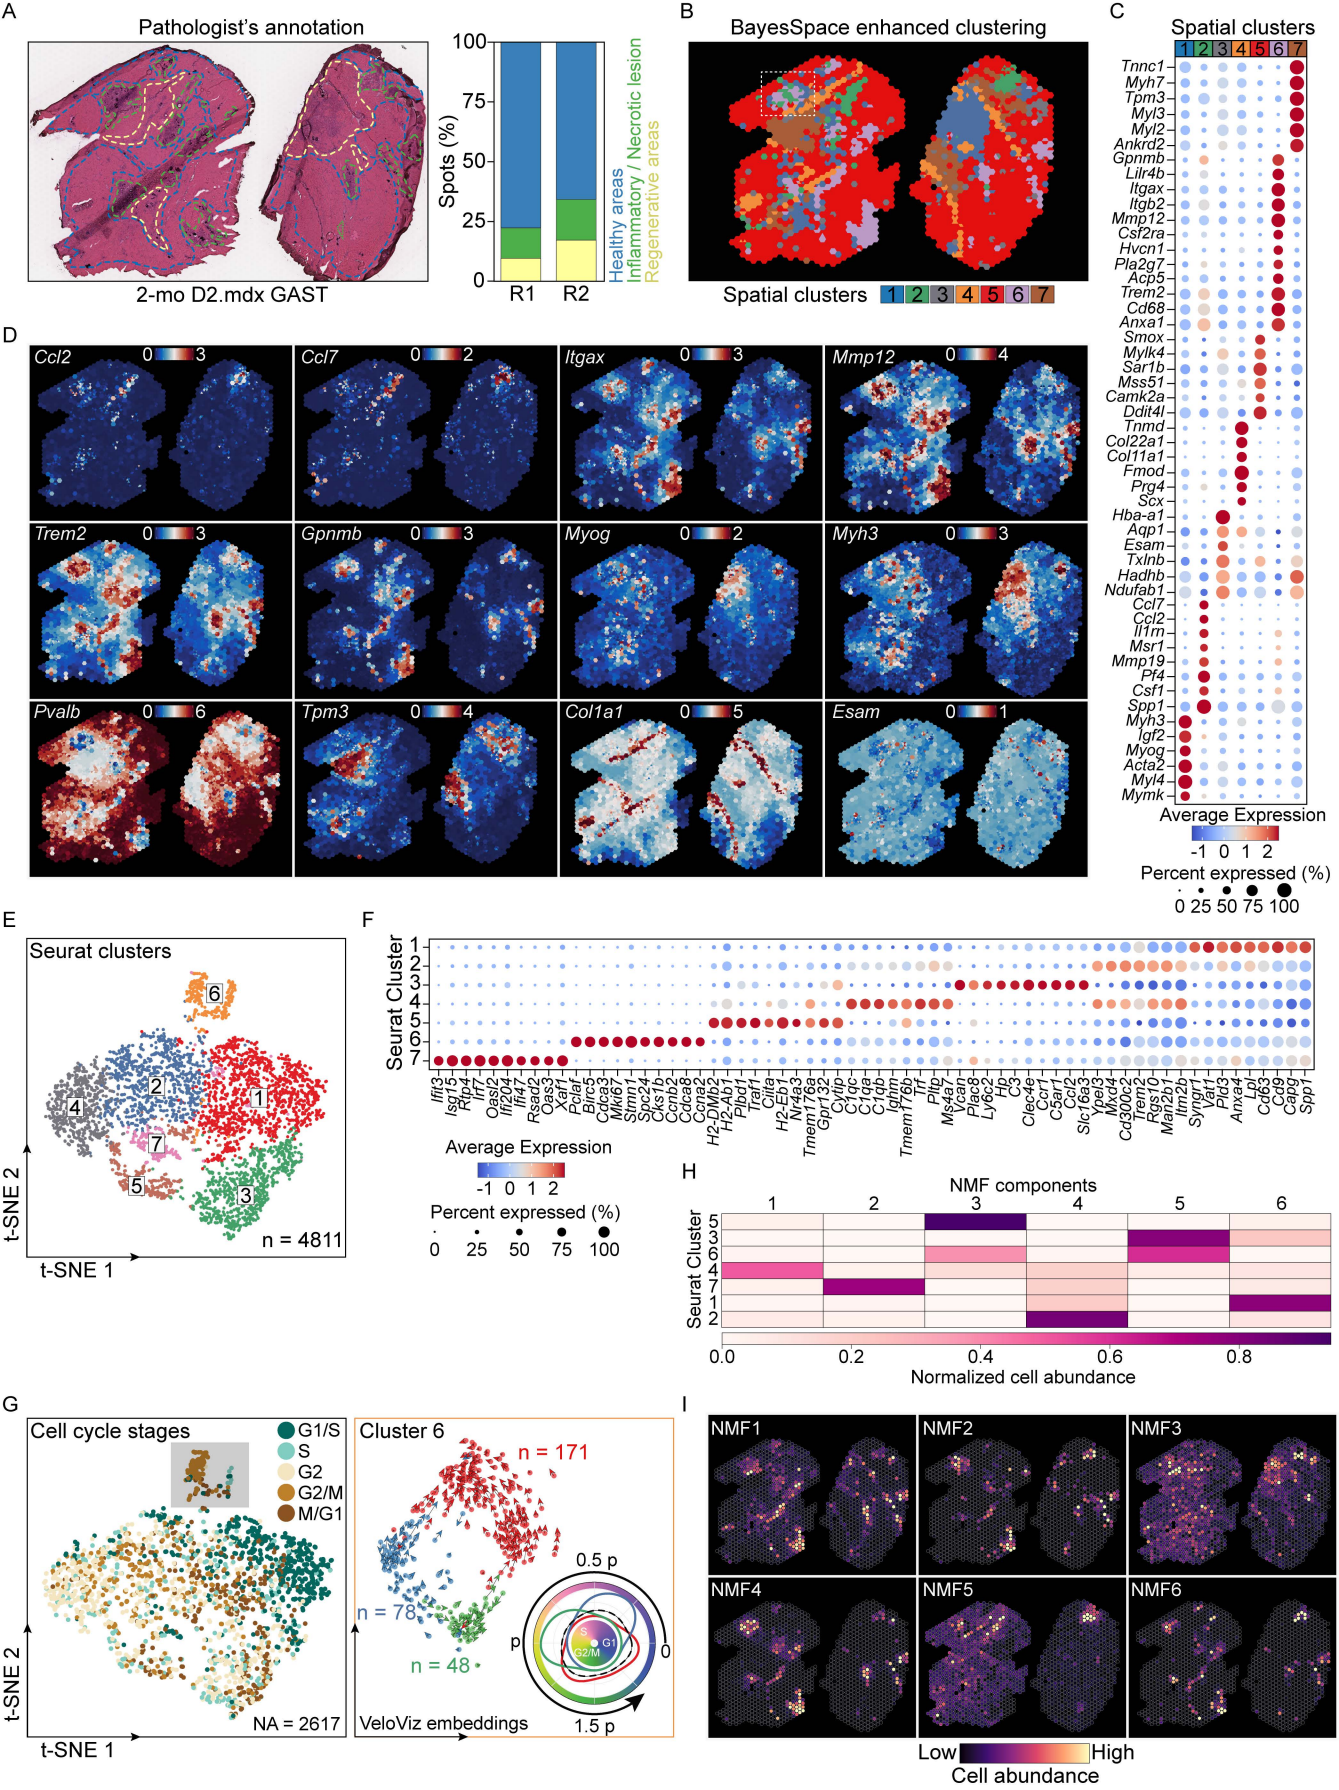 A
Pathologist's annotation
2-mo D2.mdx GAST
100
75
50
25
0
Spots (%)
R1
R2
Healthy areas
Inflammatory / Necrotic lesion
Regenerative areas
B
BayesSpace enhanced clustering
Spatial clusters
1 2 3 4 5 6 7
C
Spatial clusters
1 2 3 4 5 6 7
Tnnc1
Myh7
Tpm3
Myl3
Myl2
Ankrd2
Gpnmb
Lilr4b
Itgax
Itgb2
Mmp12
Csf2ra
Hvcn1
Pla2g7
Acp5
Trem2
Cd68
Anxa1
Smox
Mylk4
Sar1b
Mss51
Camk2a
Ddit4l
Tnmd
Col22a1
Col11a1
Fmod
Prg4
Scx
Hba-a1
Aqp1
Esam
Txlnb
Hadhb
Ndufab1
Ccl7
Ccl2
Il1rn
Msr1
Mmp19
Pf4
Csf1
Spp1
Myh3
Igf2
Myog
Acta2
Myl4
Mymk
Average Expression
-1 0 1 2
Percent expressed (%)
0 25 50 75 100
D
Ccl2 0 3
Ccl7 0 2
Itgax 0 3
Mmp12 0 4
Trem2 0 3
Gpnmb 0 3
Myog 0 2
Myh3 0 3
Pvalb 0 6
Tpm3 0 4
Col1a1 0 5
Esam 0 1
E
Seurat clusters
6
2
1
4
7
5
3
n = 4811
t-SNE 2
t-SNE 1
F
Seurat Cluster
1
2
3
4
5
6
7
Ifit3
Isg15
Rtp4
Irf7
Oasl2
Ifi204
Ifi47
Rsad2
Oas3
Xaf1
Pclaf
Birc5
Cdca3
Mki67
Stmn1
Spc24
Cks1b
Ccnb2
Cdca8
Ccna2
H2-DMb2
H2-Ab1
Plbd1
Traf1
Ciita
H2-Eb1
Nr4a3
Tmem176a
Gpr132
Cytip
C1qc
C1qa
C1qb
Ighm
Tmem176b
Trf
Pltp
Ms4a7
Vcan
Plac8
Ly6c2
Hp
C3
Clec4e
Ccr1
C5ar1
Ccl2
Slc16a3
Ypel3
Mxd4
Cd300c2
Trem2
Rgs10
Man2b1
Itm2b
Syngr1
Vat1
Pld3
Anxa4
Lpl
Cd63
Cd9
Capg
Spp1
Average Expression
-1 0 1 2
Percent expressed (%)
0 25 50 75 100
H
NMF components
1 2 3 4 5 6
Seurat Cluster
5
3
6
4
7
1
2
0.0 0.2 0.4 0.6 0.8
Normalized cell abundance
G
Cell cycle stages
G1/S
S
G2
G2/M
M/G1
NA = 2617
t-SNE 2
t-SNE 1
Cluster 6
n = 171
n = 78
n = 48
0.5 p
p
0
1.5 p
S
G1
G2/M
VeloViz embeddings
I
NMF1
NMF2
NMF3
NMF4
NMF5
NMF6
Low
High
Cell abundance